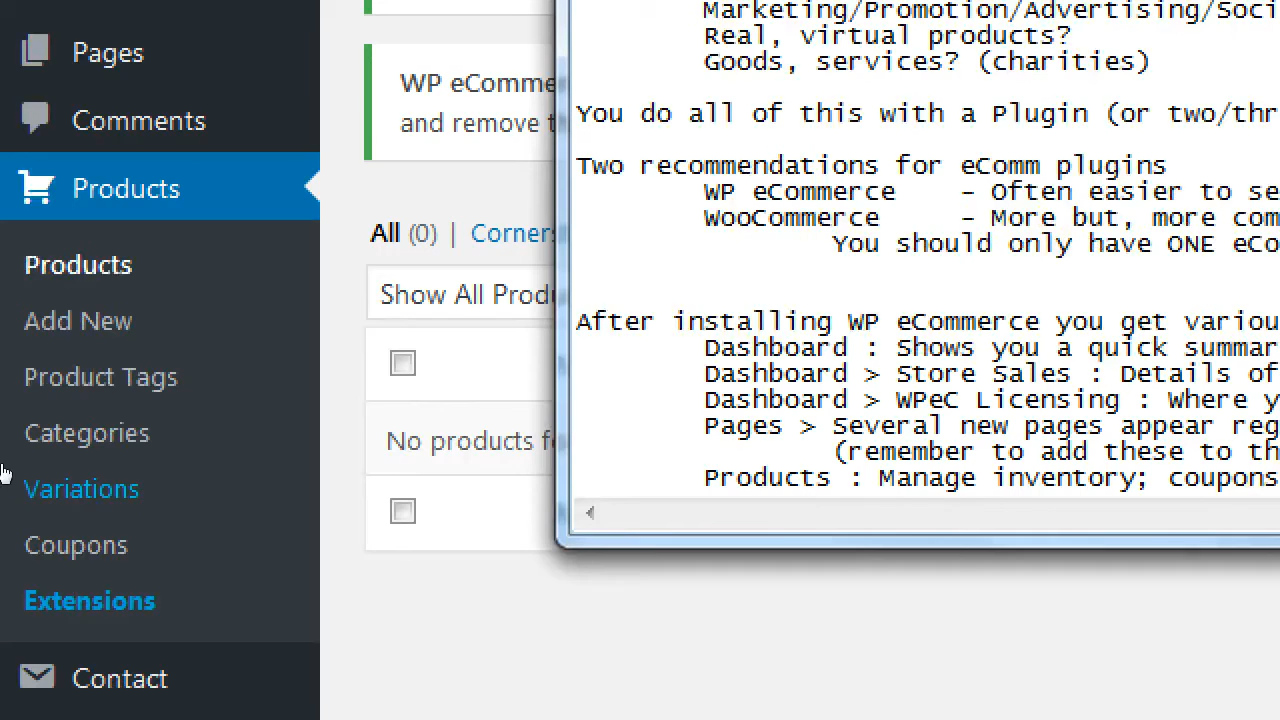 Pages
Comments
Products
Products
Add New
Product Tags
Categories
Variations
Coupons
Extensions
Contact
WP eComme
and remove
All (0) | Corners
Show All Produ
No products
Marketing/Promotion/Advertising/Soci
Real, virtual products?
Goods, services? (charities)
You do all of this with a Plugin (or two/thr
Two recommendations for eComm plugins
WP eCommerce - Often easier to se
WooCommerce - More but, more com
You should only have ONE eCo
After installing WP eCommerce you get variou
Dashboard : Shows you a quick summar
Dashboard > Store Sales : Details of
Dashboard > WPeC Licensing : Where y
Pages > Several new pages appear reg
(remember to add these to th
Products : Manage inventory; coupons